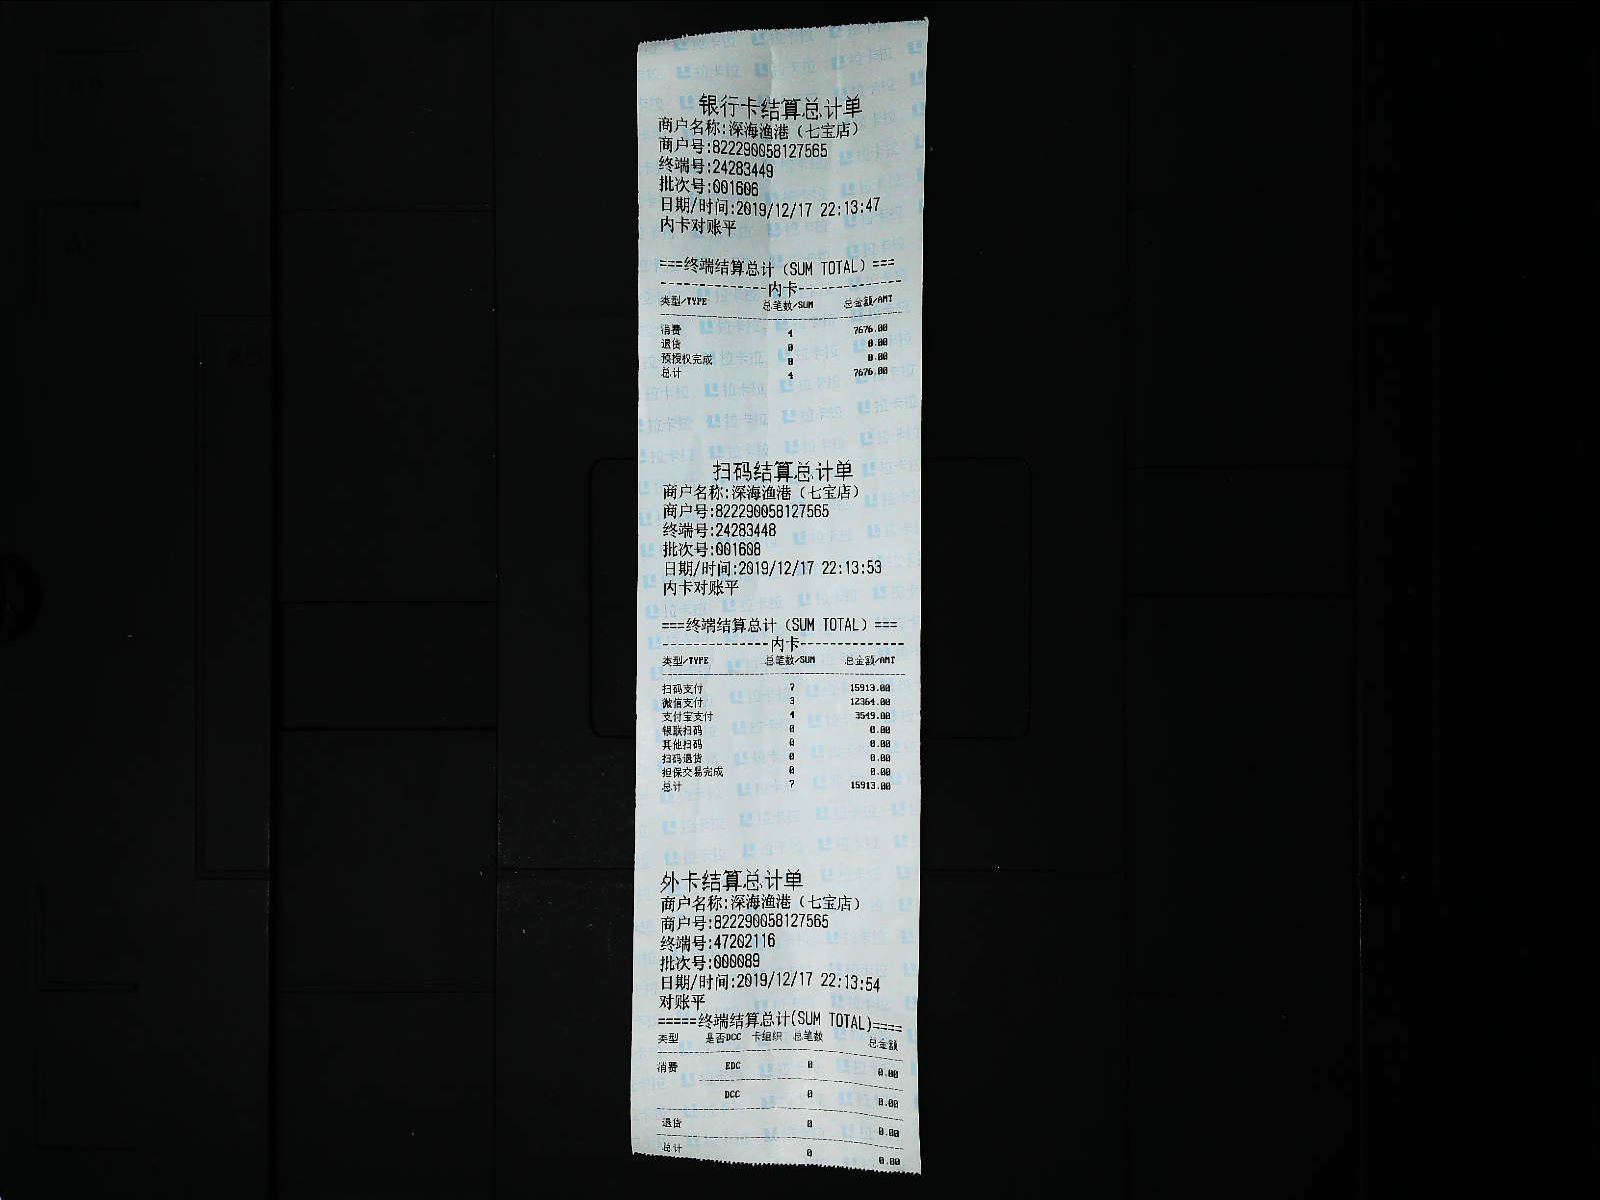 银行卡结算总计单
商户名称:深海渔港（七宝店）
商户号:822290058127565
终端号:24283449
批次号:001606
日期/时间:2019/12/17 22:13:47
内卡对账平
===终端结算总计（SUM TOTAL）===
--------------内卡--------------
类型/TYPE 总笔数/SUM 总金额/AMT
消费 4 7676.00
退货 0 0.00
预授权完成 0 0.00
总计 4 7676.00
扫码结算总计单
商户名称:深海渔港（七宝店）
商户号:822290058127565
终端号:24283448
批次号:001608
日期/时间:2019/12/17 22:13:53
内卡对账平
===终端结算总计（SUM TOTAL）===
--------------内卡--------------
类型/TYPE 总笔数/SUM 总金额/AMT
扫码支付 7 15913.00
微信支付 3 12364.00
支付宝支付 4 3549.00
银联扫码 0 0.00
其他扫码 0 0.00
扫码退货 0 0.00
担保交易完成 0 0.00
总计 7 15913.00
外卡结算总计单
商户名称:深海渔港（七宝店）
商户号:822290058127565
终端号:47202116
批次号:000089
日期/时间:2019/12/17 22:13:54
对账平
=====终端结算总计(SUM TOTAL)====
类型 是否DCC 卡组织 总笔数 总金额
消费 EDC 0 0.00
DCC 0 0.00
退货 0 0.00
总计 0 0.00